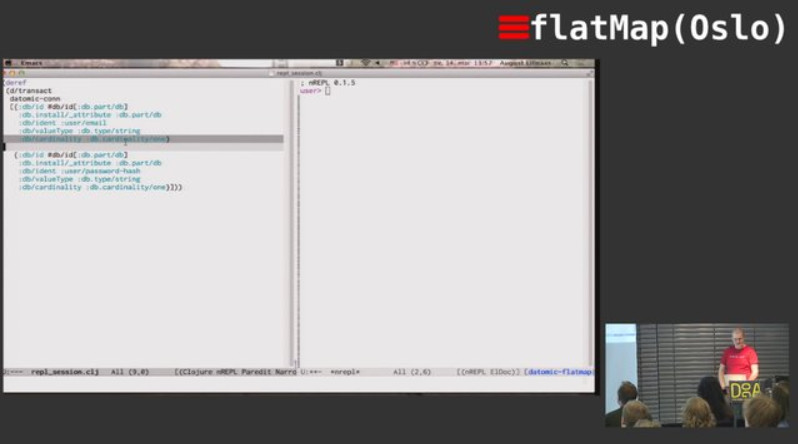 flatMap(Oslo)
Emacs
repl_session.clj
(deref
(d/transact
datomic-conn
[{:db/id #db/id[:db.part/db]
:db.install/_attribute :db.part/db
:db/ident :user/email
:db/valueType :db.type/string
:db/cardinality :db.cardinality/one}
{:db/id #db/id[:db.part/db]
:db.install/_attribute :db.part/db
:db/ident :user/password-hash
:db/valueType :db.type/string
:db/cardinality :db.cardinality/one}]))
; nREPL 0.1.5
user>
repl_session.clj All (9,0) [(Clojure nREPL Paredit Narro
U:**- *nrepl* All (2,6) [(nREPL ElDoc)] (datomic-flatmap